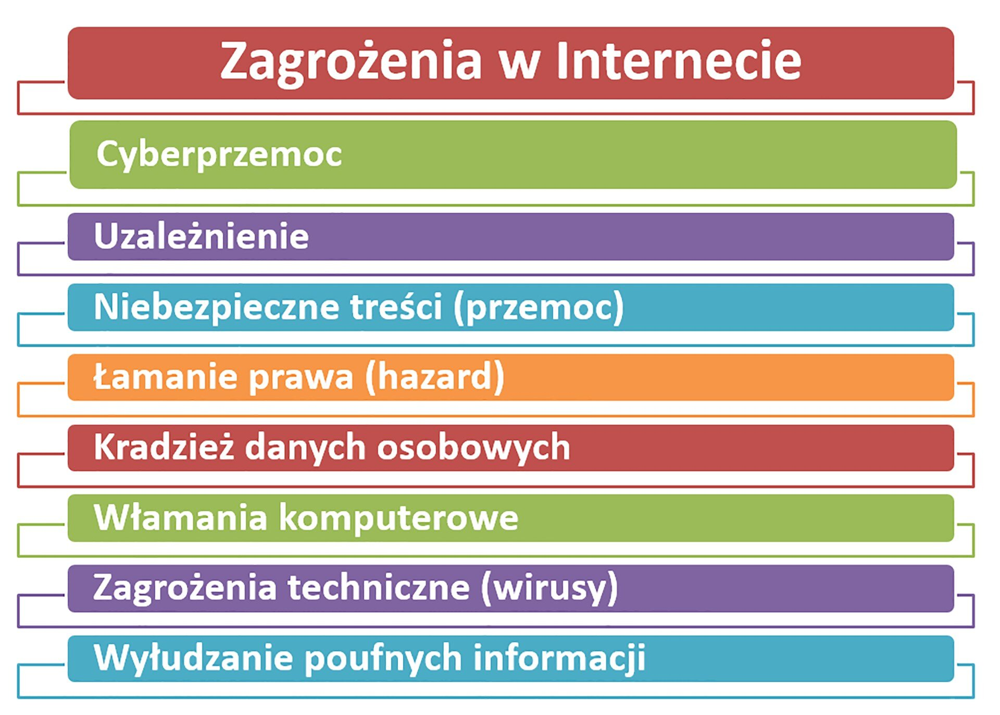 Zagrożenia w Internecie
Cyberprzemoc
Uzależnienie
Niebezpieczne treści (przemoc)
Łamanie prawa (hazard)
Kradzież danych osobowych
Włamania komputerowe
Zagrożenia techniczne (wirusy)
Wyłudzanie poufnych informacji